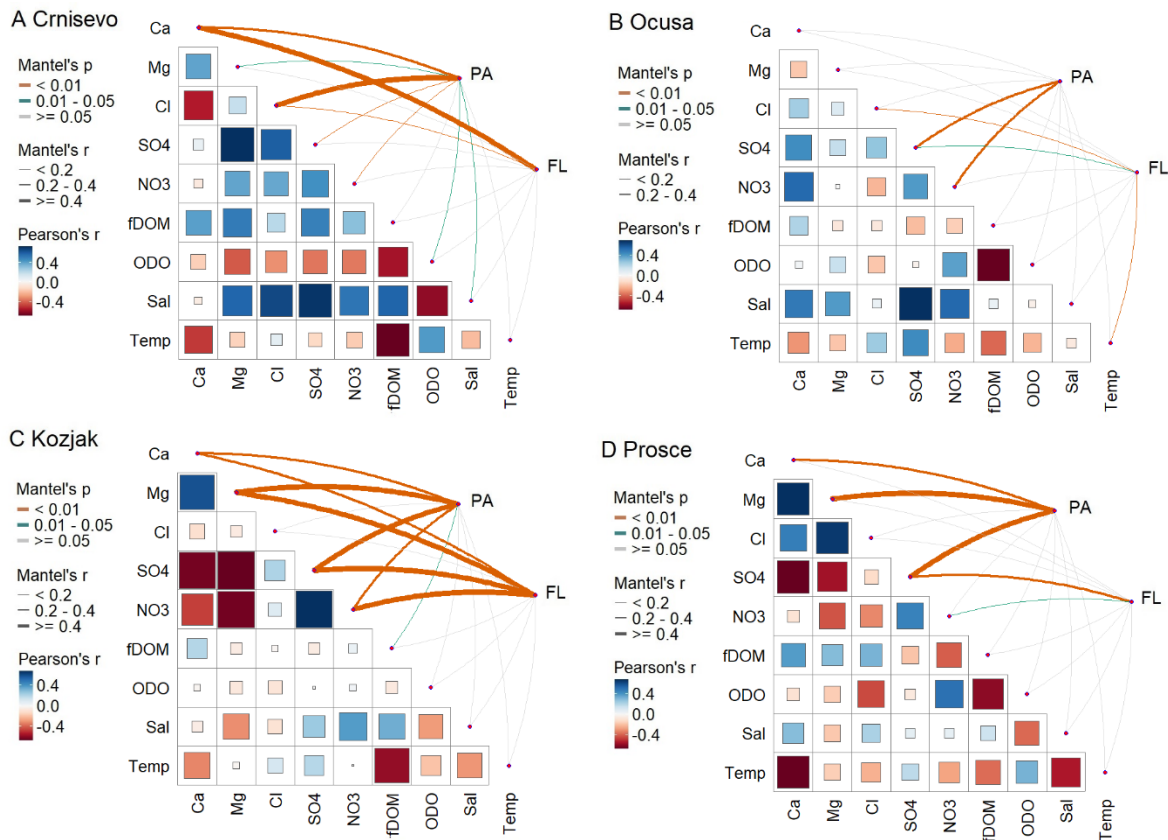 A Crnisevo
Mantel's p
< 0.01
0.01 - 0.05
>= 0.05
Mantel's r
< 0.2
0.2 - 0.4
>= 0.4
Pearson's r
0.4
0.0
-0.4
Ca
Mg
Cl
SO4
NO3
fDOM
ODO
Sal
Temp
PA
FL
Ca
Mg
Cl
SO4
NO3
fDOM
ODO
Sal
Temp
B Ocusa
Mantel's p
< 0.01
0.01 - 0.05
>= 0.05
Mantel's r
< 0.2
0.2 - 0.4
Pearson's r
0.4
0.0
-0.4
Ca
Mg
Cl
SO4
NO3
fDOM
ODO
Sal
Temp
PA
FL
Ca
Mg
Cl
SO4
NO3
fDOM
ODO
Sal
Temp
C Kozjak
Mantel's p
< 0.01
0.01 - 0.05
>= 0.05
Mantel's r
< 0.2
0.2 - 0.4
>= 0.4
Pearson's r
0.4
0.0
-0.4
Ca
Mg
Cl
SO4
NO3
fDOM
ODO
Sal
Temp
PA
FL
Ca
Mg
Cl
SO4
NO3
fDOM
ODO
Sal
Temp
D Prosce
Mantel's p
< 0.01
0.01 - 0.05
>= 0.05
Mantel's r
< 0.2
0.2 - 0.4
>= 0.4
Pearson's r
0.4
0.0
-0.4
Ca
Mg
Cl
SO4
NO3
fDOM
ODO
Sal
Temp
PA
FL
Ca
Mg
Cl
SO4
NO3
fDOM
ODO
Sal
Temp